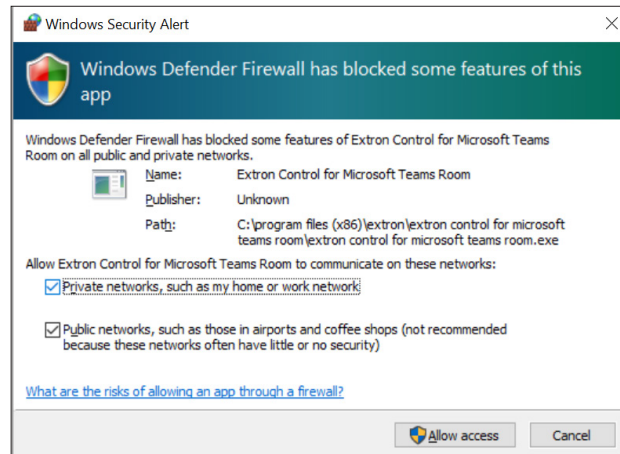 Windows Security Alert
Windows Defender Firewall has blocked some features of this
app
Windows Defender Firewall has blocked some features of Extron Control for Microsoft Teams
Room on all public and private networks.
Name: Extron Control for Microsoft Teams Room
Publisher: Unknown
Path: C:\program files (x86)\extron\extron control for microsoft
teams room\extron control for microsoft teams room.exe
Allow Extron Control for Microsoft Teams Room to communicate on these networks:
Private networks, such as my home or work network
Public networks, such as those in airports and coffee shops (not recommended
because these networks often have little or no security)
What are the risks of allowing an app through a firewall?
Allow access Cancel